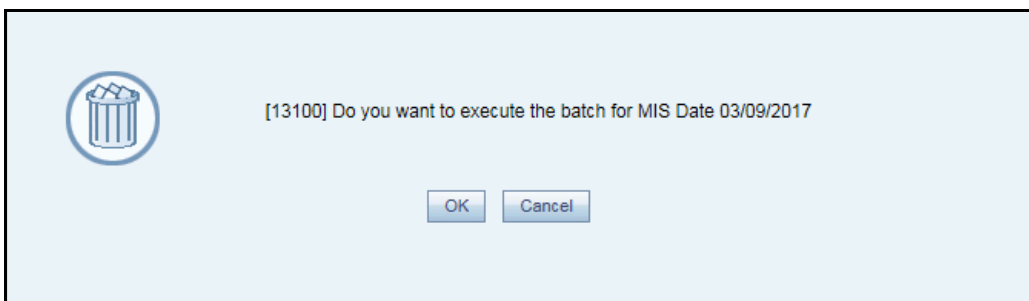 [13100] Do you want to execute the batch for MIS Date 03/09/2017
OK Cancel